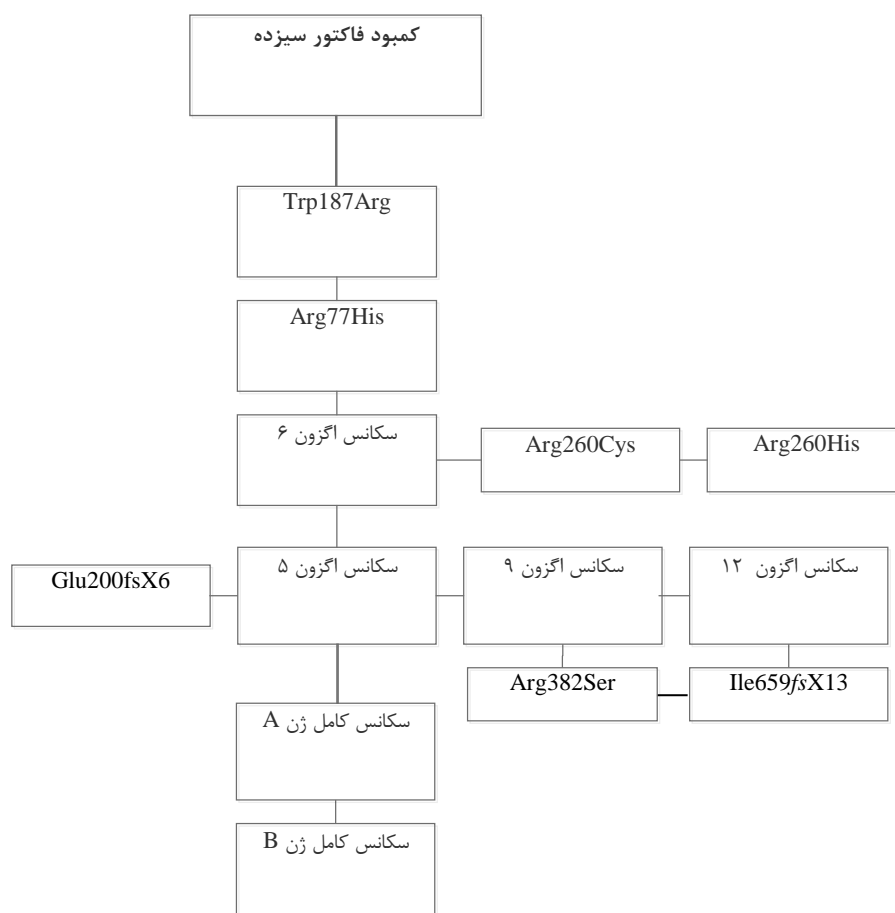 کمبود فاکتور سیزده
Trp187Arg
Arg77His
سکانس اگزون ۶
Arg260Cys
Arg260His
Glu200fsX6
سکانس اگزون ۵
سکانس اگزون ۹
سکانس اگزون ۱۲
Arg382Ser
Ile659fsX13
سکانس کامل ژن A
سکانس کامل ژن B